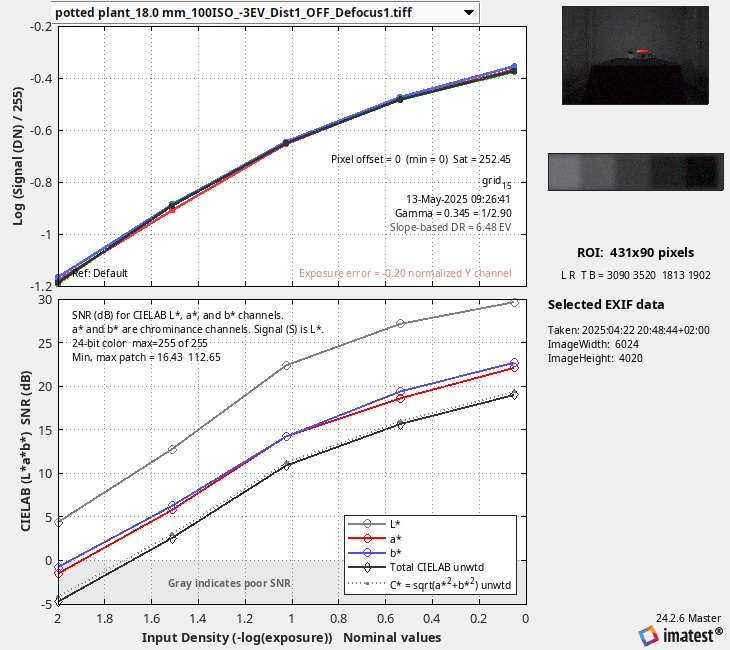 potted plant_18.0 mm_100ISO_-3EV_Dist1_OFF_Defocus1.tiff
-0.2
-0.4
-0.6
-0.8
-1
-1.2
Log (Signal (DN) / 255)
Pixel offset = 0 (min = 0) Sat = 252.45
grid15
13-May-2025 09:26:41
Gamma = 0.345 = 1/2.90
Slope-based DR = 6.48 EV
Ref: Default
Exposure error = -0.20 normalized Y channel
30
25
20
15
10
5
0
-5
CIELAB (L*a*b*) SNR (dB)
SNR (dB) for CIELAB L*, a*, and b* channels.
a* and b* are chrominance channels. Signal (S) is L*.
24-bit color max=255 of 255
Min, max patch = 16.43 112.65
L*
a*
b*
Total CIELAB unwtd
C* = sqrt(a*2+b*2) unwtd
Gray indicates poor SNR
2 1.8 1.6 1.4 1.2 1 0.8 0.6 0.4 0.2 0
Input Density (-log(exposure)) Nominal values
ROI: 431x90 pixels
L R T B = 3090 3520 1813 1902
Selected EXIF data
Taken: 2025:04:22 20:48:44+02:00
ImageWidth: 6024
ImageHeight: 4020
24.2.6 Master
imatest®